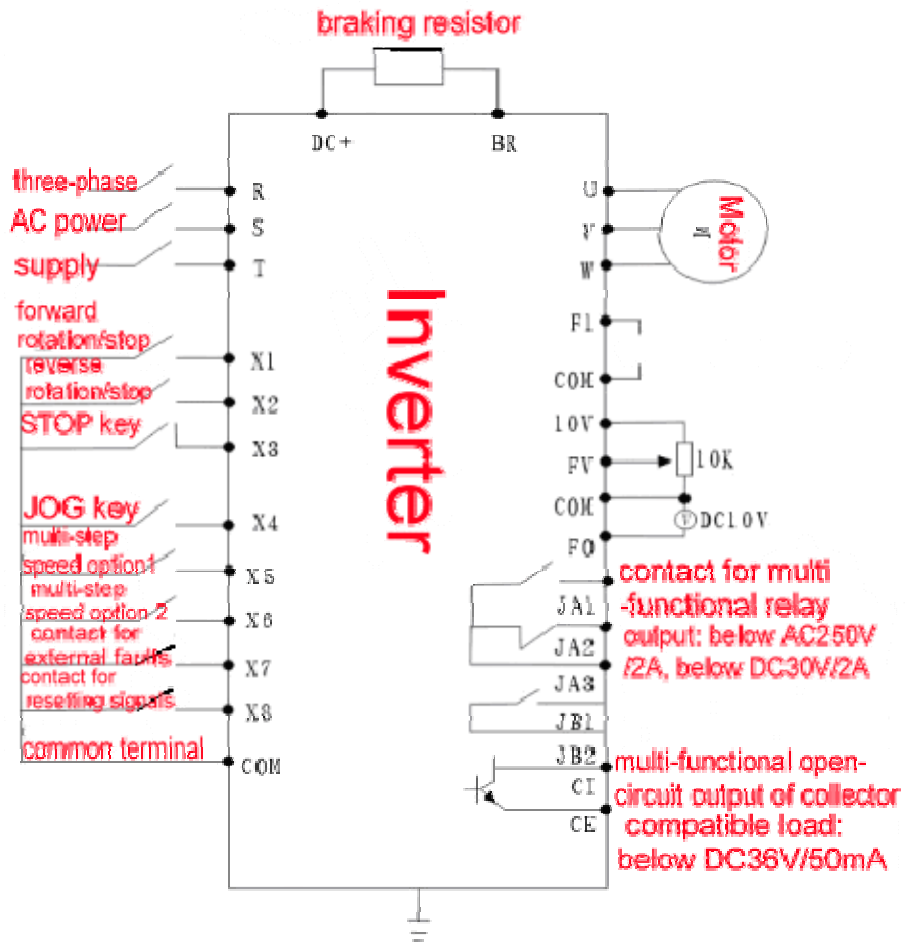 braking resistor
DC+
BR
three-phase
R
AC power
S
supply
T
forward
rotation/stop
X1
reverse
rotation/stop
X2
STOP key
X3
JOG key
X4
multi-step
speed option1
X5
multi-step
speed option 2
X6
contact for
external faults
X7
contact for
resetting signals
X8
common terminal
COM
Inverter
U
V
W
Motor
M
COM
10V
FV
10K
COM
V
DC10V
contact for multi
-functional relay
output: below AC250V
/2A, below DC30V/2A
JA1
JA2
JA3
JB1
JB2
multi-functional open-
circuit output of collector
CE
compatible load:
below DC36V/50mA